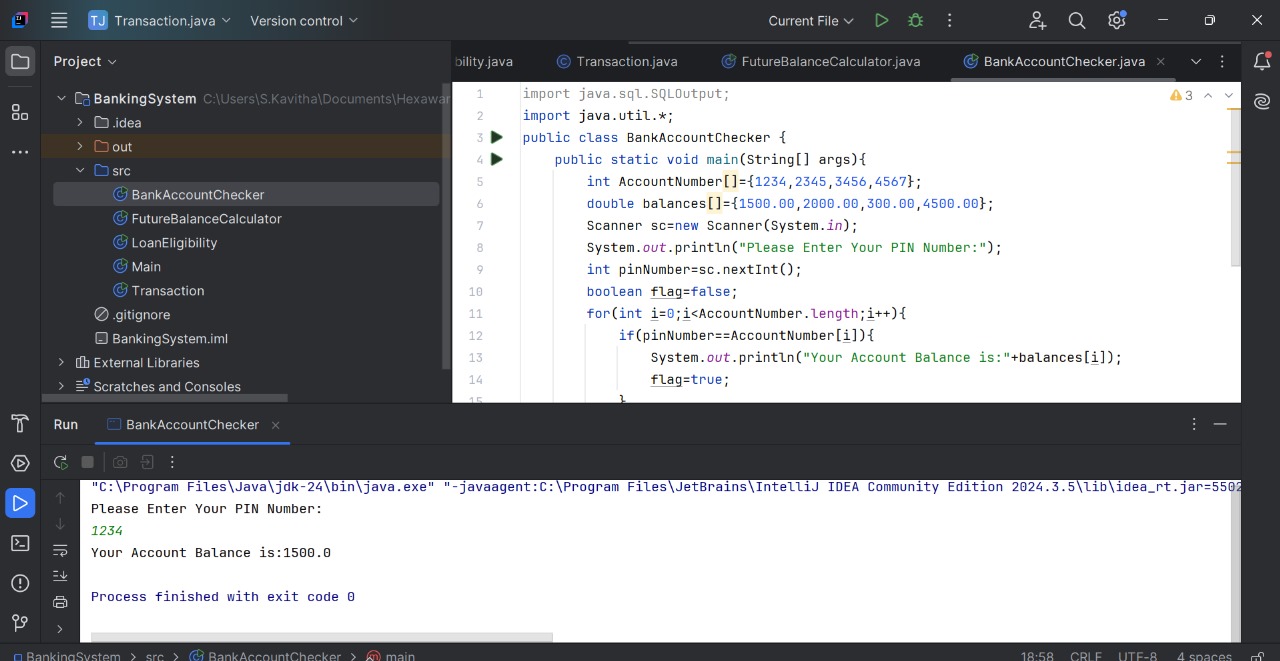 TJ Transaction.java Version control Current File
Project
bility.java Transaction.java FutureBalanceCalculator.java BankAccountChecker.java
BankingSystem C:\Users\S.Kavitha\Documents\Hexawar
.idea
out
src
BankAccountChecker
FutureBalanceCalculator
LoanEligibility
Main
Transaction
.gitignore
BankingSystem.iml
External Libraries
Scratches and Consoles
3
1 import java.sql.SQLOutput;
2 import java.util.*;
3 public class BankAccountChecker {
4 public static void main(String[] args){
5 int AccountNumber[]={1234,2345,3456,4567};
6 double balances[]={1500.00,2000.00,300.00,4500.00};
7 Scanner sc=new Scanner(System.in);
8 System.out.println("Please Enter Your PIN Number:");
9 int pinNumber=sc.nextInt();
10 boolean flag=false;
11 for(int i=0;i<AccountNumber.length;i++){
12 if(pinNumber==AccountNumber[i]){
13 System.out.println("Your Account Balance is:"+balances[i]);
14 flag=true;
15 }
Run BankAccountChecker
"C:\Program Files\Java\jdk-24\bin\java.exe" "-javaagent:C:\Program Files\JetBrains\IntelliJ IDEA Community Edition 2024.3.5\lib\idea_rt.jar=5502
Please Enter Your PIN Number:
1234
Your Account Balance is:1500.0
Process finished with exit code 0
BankingSystem > src > BankAccountChecker > main 18:58 CRLF UTF-8 4 spaces